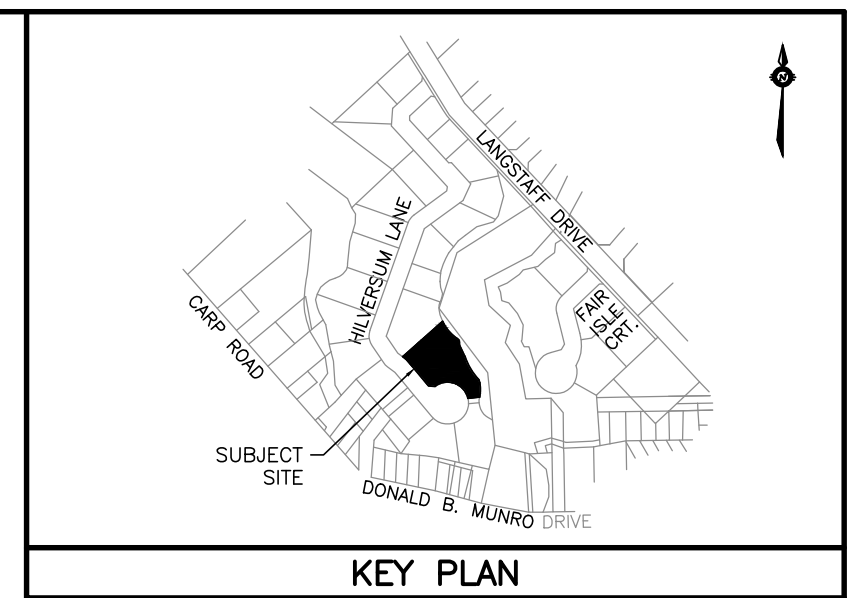 N
LANGSTAFF DRIVE
HILVERSUM LANE
FAIR
ISLE
CRT.
CARP ROAD
SUBJECT
SITE
DONALD B. MUNRO DRIVE
KEY PLAN